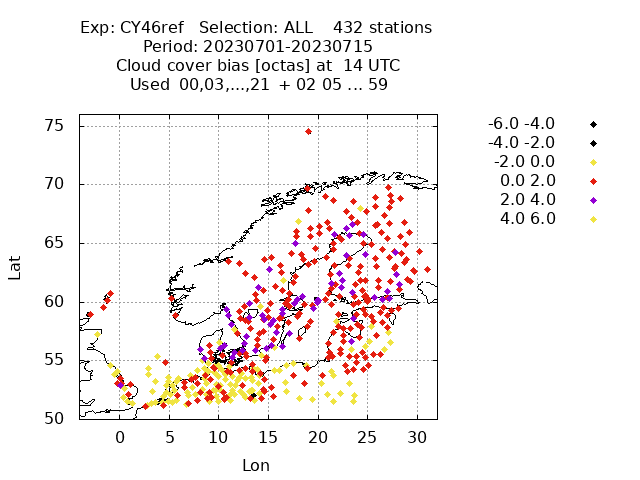 Exp: CY46ref   Selection: ALL    432 stations
Period: 20230701-20230715
Cloud cover bias [octas] at  14 UTC
Used  00,03,...,21  + 02 05 ... 59
-6.0 -4.0
-4.0 -2.0
-2.0 0.0
0.0 2.0
2.0 4.0
4.0 6.0
75
70
65
60
55
50
Lat
0 5 10 15 20 25 30
Lon